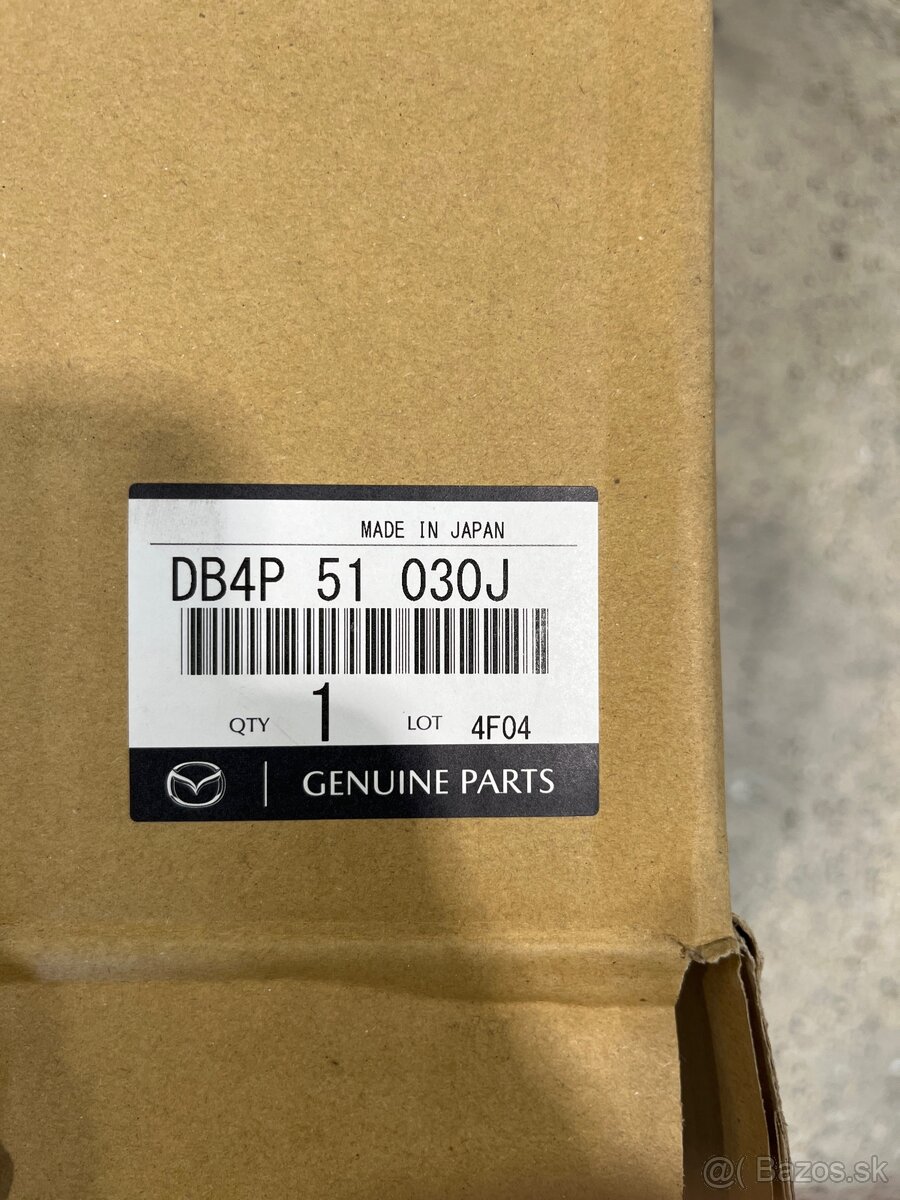 MADE IN JAPAN
DB4P 51 030J
QTY 1 LOT 4F04
GENUINE PARTS
@( Bazos.sk